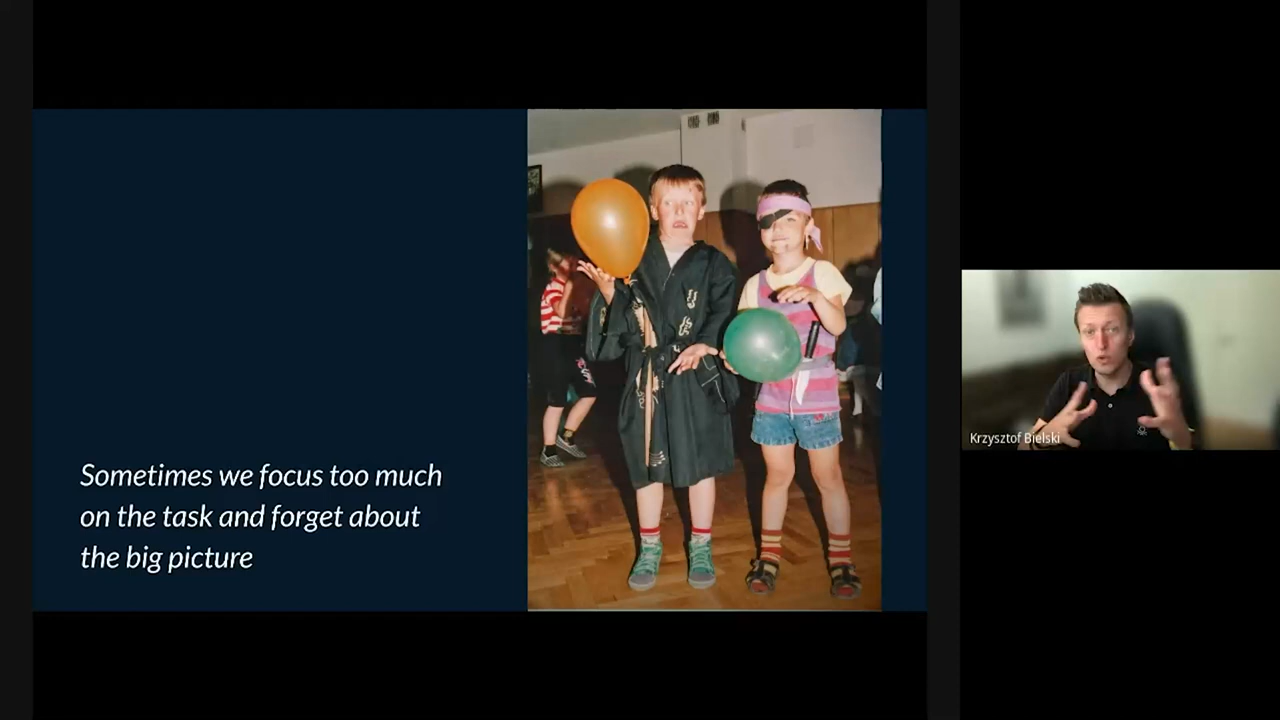 Sometimes we focus too much
on the task and forget about
the big picture
Krzysztof Bielski